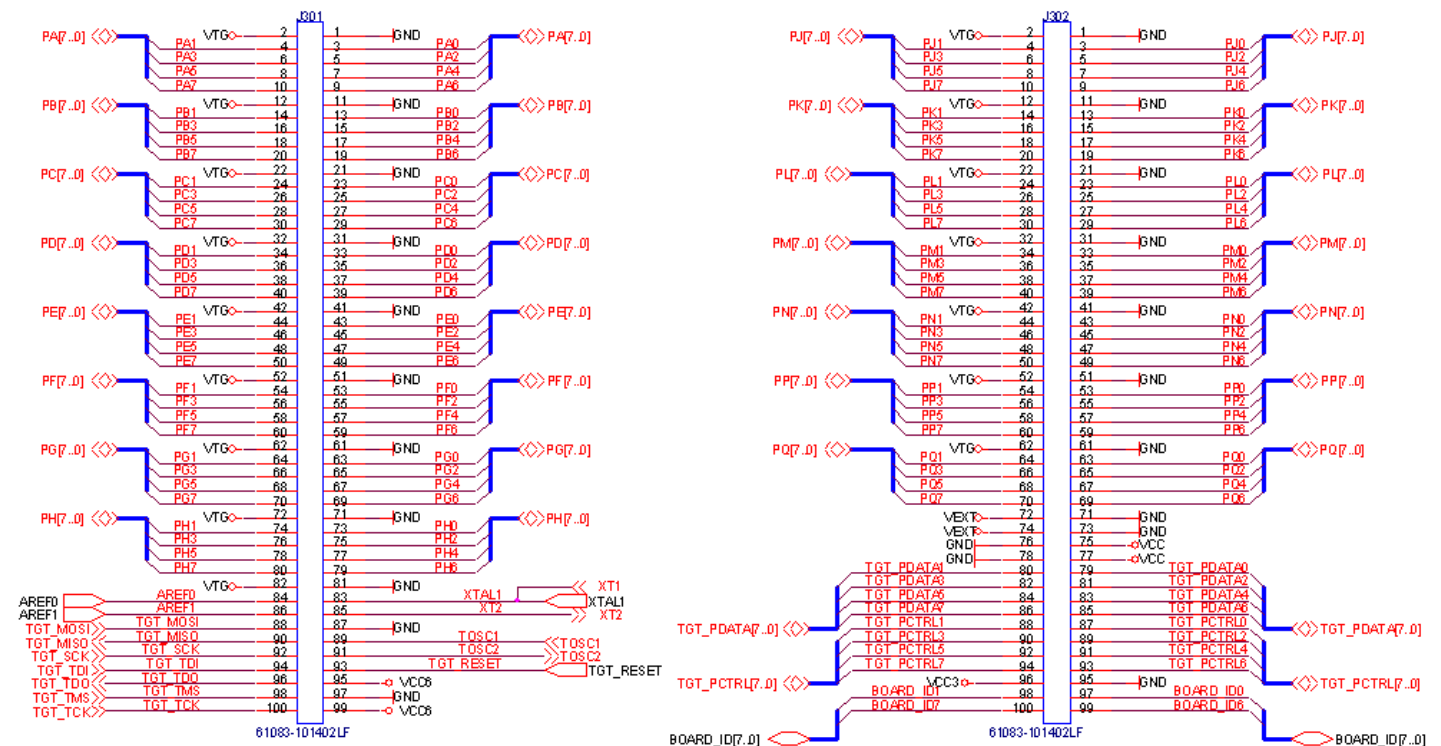 J301
PA[7..0] VTG 2 1 GND PA[7..0]
PA1 4 3 PA0
PA3 6 5 PA2
PA5 8 7 PA4
PA7 10 9 PA6
PB[7..0] VTG 12 11 GND PB[7..0]
PB1 14 13 PB0
PB3 16 15 PB2
PB5 18 17 PB4
PB7 20 19 PB6
PC[7..0] VTG 22 21 GND PC[7..0]
PC1 24 23 PC0
PC3 26 25 PC2
PC5 28 27 PC4
PC7 30 29 PC6
PD[7..0] VTG 32 31 GND PD[7..0]
PD1 34 33 PD0
PD3 36 35 PD2
PD5 38 37 PD4
PD7 40 39 PD6
PE[7..0] VTG 42 41 GND PE[7..0]
PE1 44 43 PE0
PE3 46 45 PE2
PE5 48 47 PE4
PE7 50 49 PE6
PF[7..0] VTG 52 51 GND PF[7..0]
PF1 54 53 PF0
PF3 56 55 PF2
PF5 58 57 PF4
PF7 60 59 PF6
PG[7..0] VTG 62 61 GND PG[7..0]
PG1 64 63 PG0
PG3 66 65 PG2
PG5 68 67 PG4
PG7 70 69 PG6
PH[7..0] VTG 72 71 GND PH[7..0]
PH1 74 73 PH0
PH3 76 75 PH2
PH5 78 77 PH4
PH7 80 79 PH6
VTG 82 81 GND XT1
AREF0 AREF0 84 83 XTAL1 XTAL1
AREF1 AREF1 86 85 XT2 XT2
TGT_MOSI TGT_MOSI 88 87 GND
TGT_MISO TGT_MISO 90 89 TOSC1 TOSC1
TGT_SCK TGT_SCK 92 91 TOSC2 TOSC2
TGT_TDI TGT_TDI 94 93 TGT_RESET TGT_RESET
TGT_TDO TGT_TDO 96 95 VCC6
TGT_TMS TGT_TMS 98 97 GND
TGT_TCK TGT_TCK 100 99 VCC6
61083-101402LF
J302
PJ[7..0] VTG 2 1 GND PJ[7..0]
PJ1 4 3 PJ0
PJ3 6 5 PJ2
PJ5 8 7 PJ4
PJ7 10 9 PJ6
PK[7..0] VTG 12 11 GND PK[7..0]
PK1 14 13 PK0
PK3 16 15 PK2
PK5 18 17 PK4
PK7 20 19 PK6
PL[7..0] VTG 22 21 GND PL[7..0]
PL1 24 23 PL0
PL3 26 25 PL2
PL5 28 27 PL4
PL7 30 29 PL6
PM[7..0] VTG 32 31 GND PM[7..0]
PM1 34 33 PM0
PM3 36 35 PM2
PM5 38 37 PM4
PM7 40 39 PM6
PN[7..0] VTG 42 41 GND PN[7..0]
PN1 44 43 PN0
PN3 46 45 PN2
PN5 48 47 PN4
PN7 50 49 PN6
PP[7..0] VTG 52 51 GND PP[7..0]
PP1 54 53 PP0
PP3 56 55 PP2
PP5 58 57 PP4
PP7 60 59 PP6
PQ[7..0] VTG 62 61 GND PQ[7..0]
PQ1 64 63 PQ0
PQ3 66 65 PQ2
PQ5 68 67 PQ4
PQ7 70 69 PQ6
VEXT 72 71 GND
VEXT 74 73 GND
GND 76 75 VCC
GND 78 77 VCC
TGT_PDATA1 80 79 TGT_PDATA0
TGT_PDATA3 82 81 TGT_PDATA2
TGT_PDATA5 84 83 TGT_PDATA4
TGT_PDATA7 86 85 TGT_PDATA6
TGT_PDATA[7..0] TGT_PCTRL1 88 87 TGT_PCTRL0 TGT_PDATA[7..0]
TGT_PCTRL3 90 89 TGT_PCTRL2
TGT_PCTRL5 92 91 TGT_PCTRL4
TGT_PCTRL7 94 93 TGT_PCTRL6
TGT_PCTRL[7..0] VCC3 96 95 GND TGT_PCTRL[7..0]
BOARD_ID1 98 97 BOARD_ID0
BOARD_ID7 100 99 BOARD_ID6
61083-101402LF
BOARD_ID[7..0] BOARD_ID[7..0]